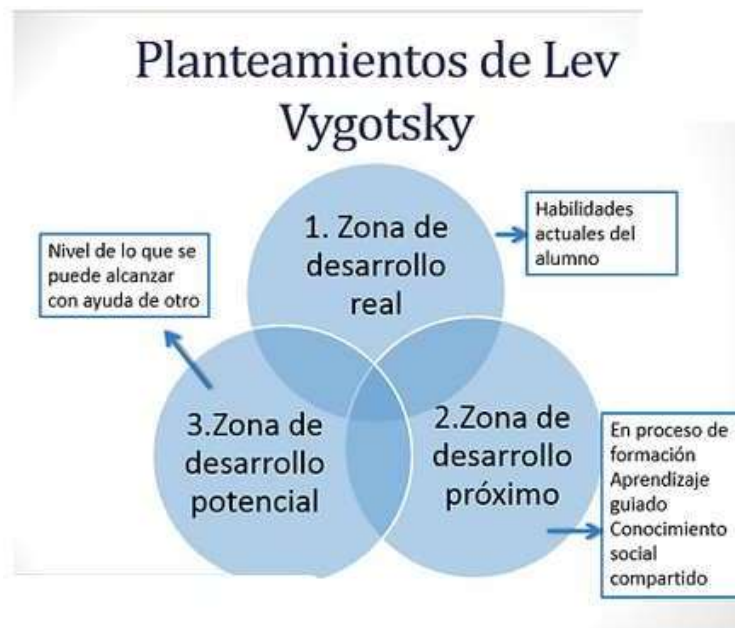 Planteamientos de Lev
Vygotsky
1. Zona de
desarrollo
real
Habilidades
actuales del
alumno
Nivel de lo que se
puede alcanzar
con ayuda de otro
3.Zona de
desarrollo
potencial
2.Zona de
desarrollo
próximo
En proceso de
formación
Aprendizaje
guiado
Conocimiento
social
compartido